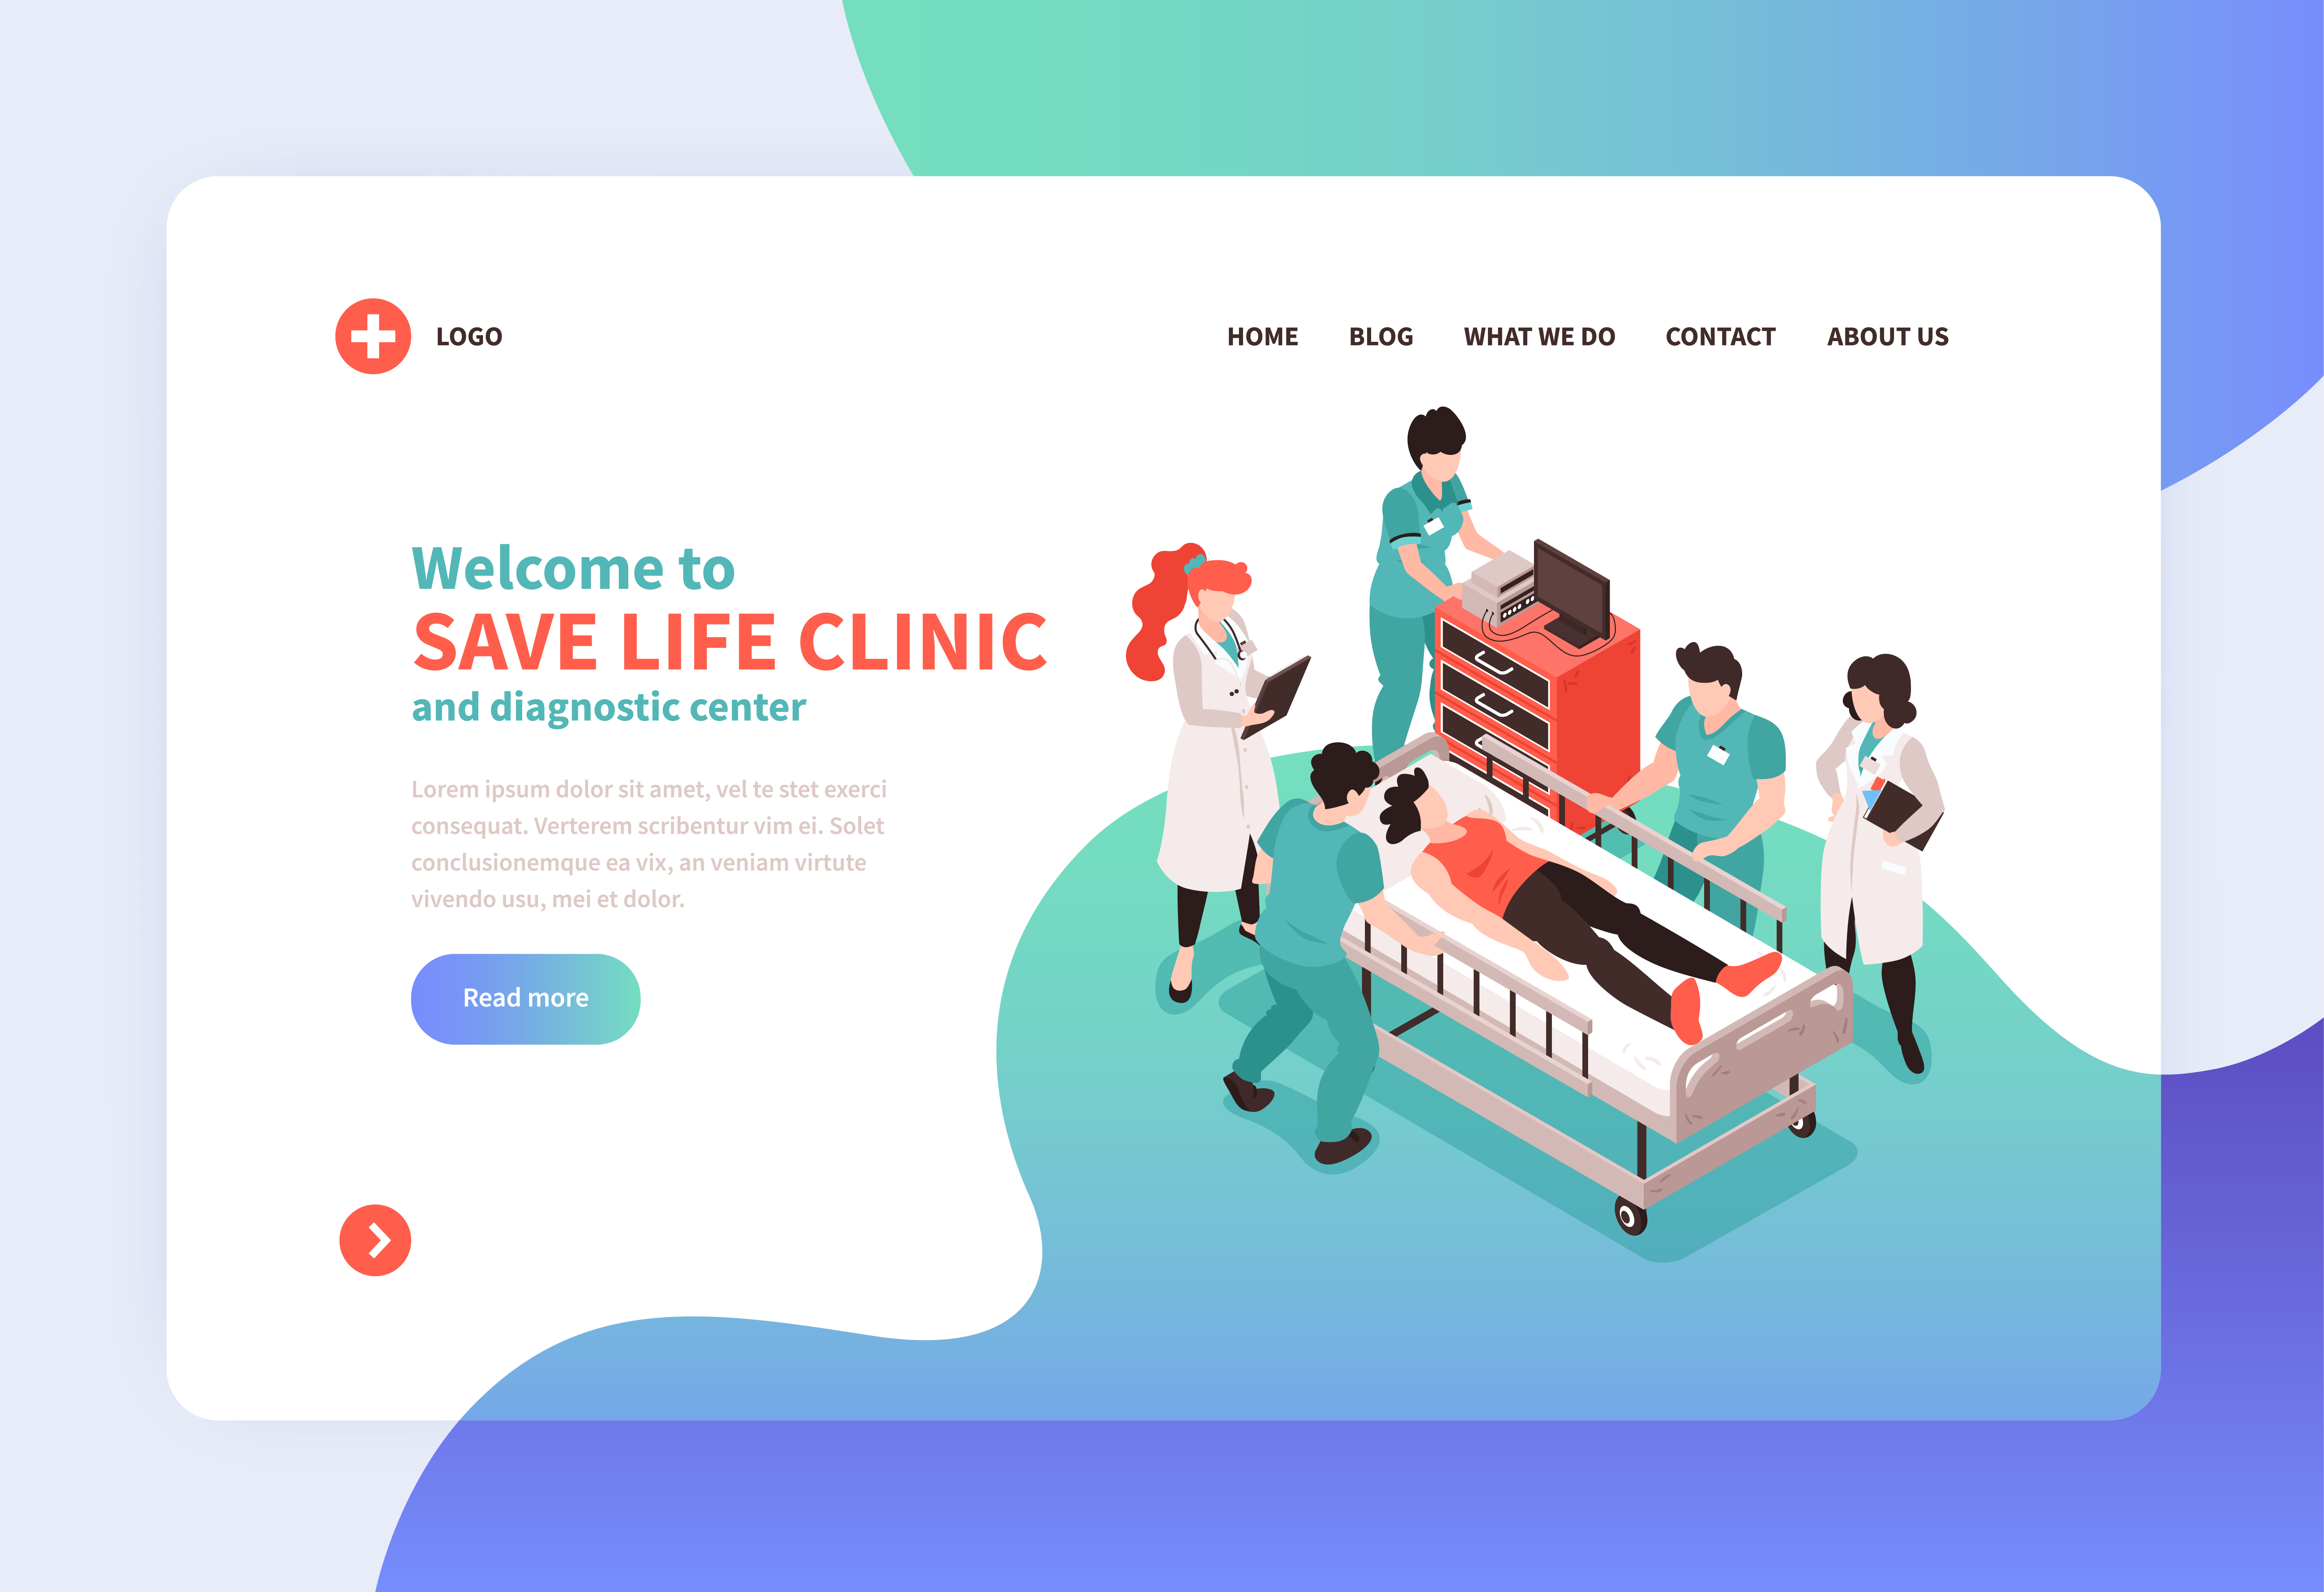 LOGO
HOME BLOG WHAT WE DO CONTACT ABOUT US
Welcome to
SAVE LIFE CLINIC
and diagnostic center
Lorem ipsum dolor sit amet, vel te stet exerci
consequat. Verterem scribentur vim ei. Solet
conclusionemque ea vix, an veniam virtute
vivendo usu, mei et dolor.
Read more